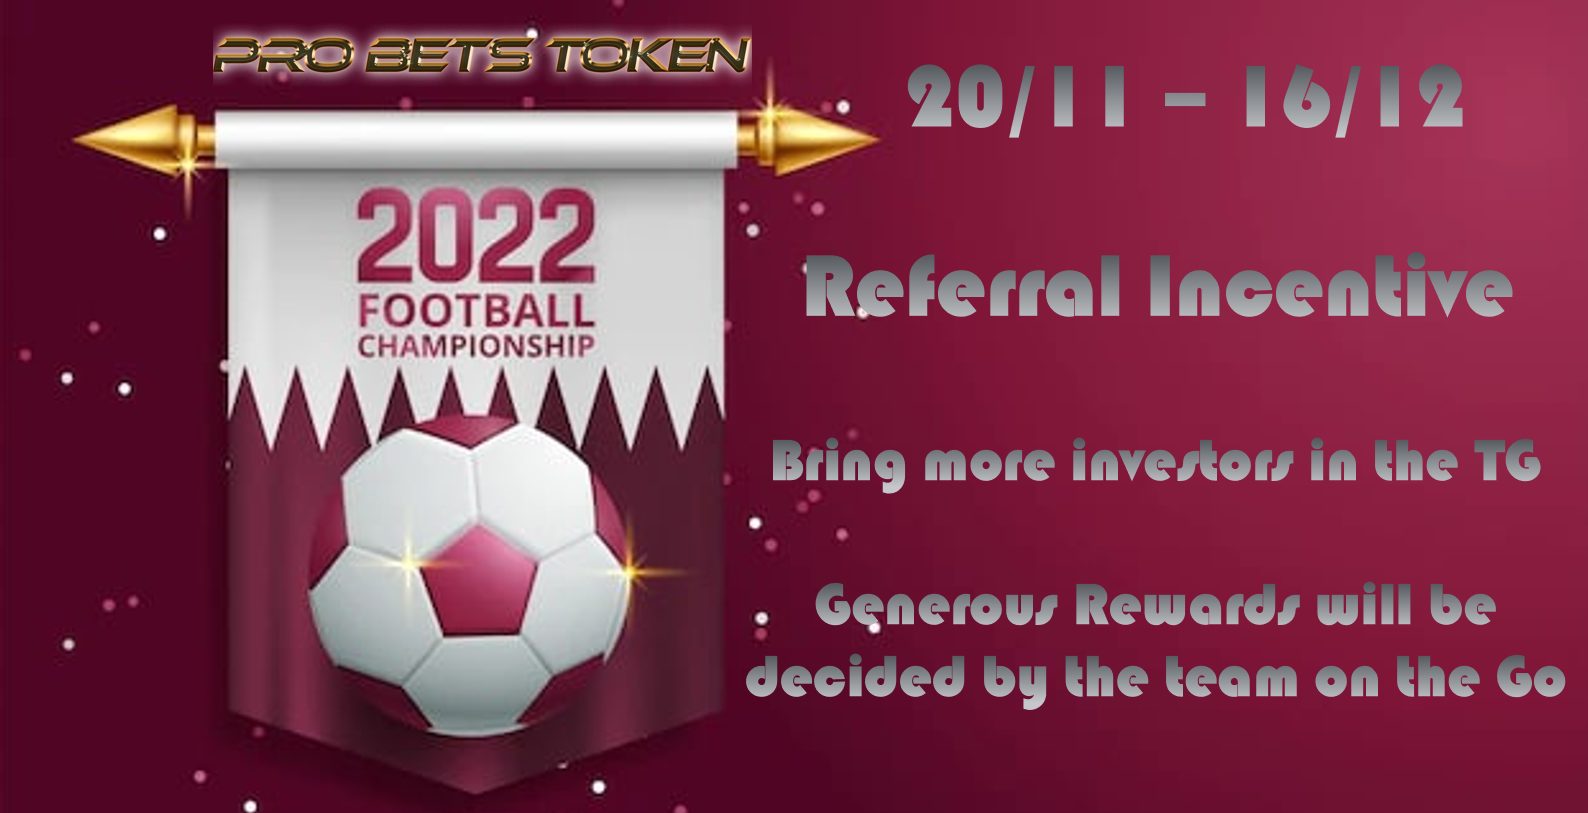 PRO BETS TOKEN
2022
FOOTBALL
CHAMPIONSHIP
20/11 – 16/12
Referral Incentive
Bring more investors in the TG
Generous Rewards will be
decided by the team on the Go